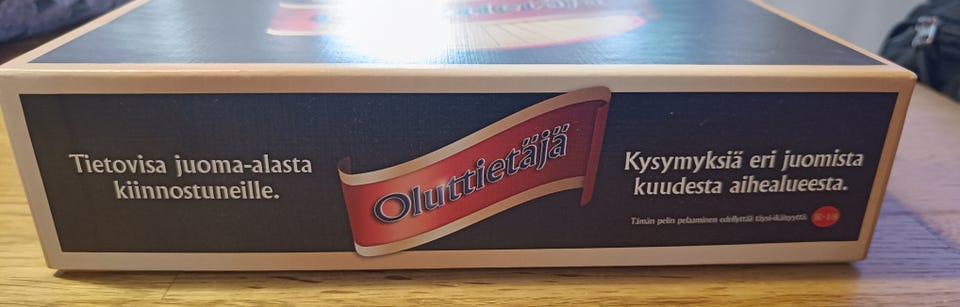 Tietovisa juoma-alasta
kiinnostuneille.
Oluttietäjä
Kysymyksiä eri juomista
kuudesta aihealueesta.
Tämän pelin pelaaminen edellyttää täysi-ikäisyyttä. K-18